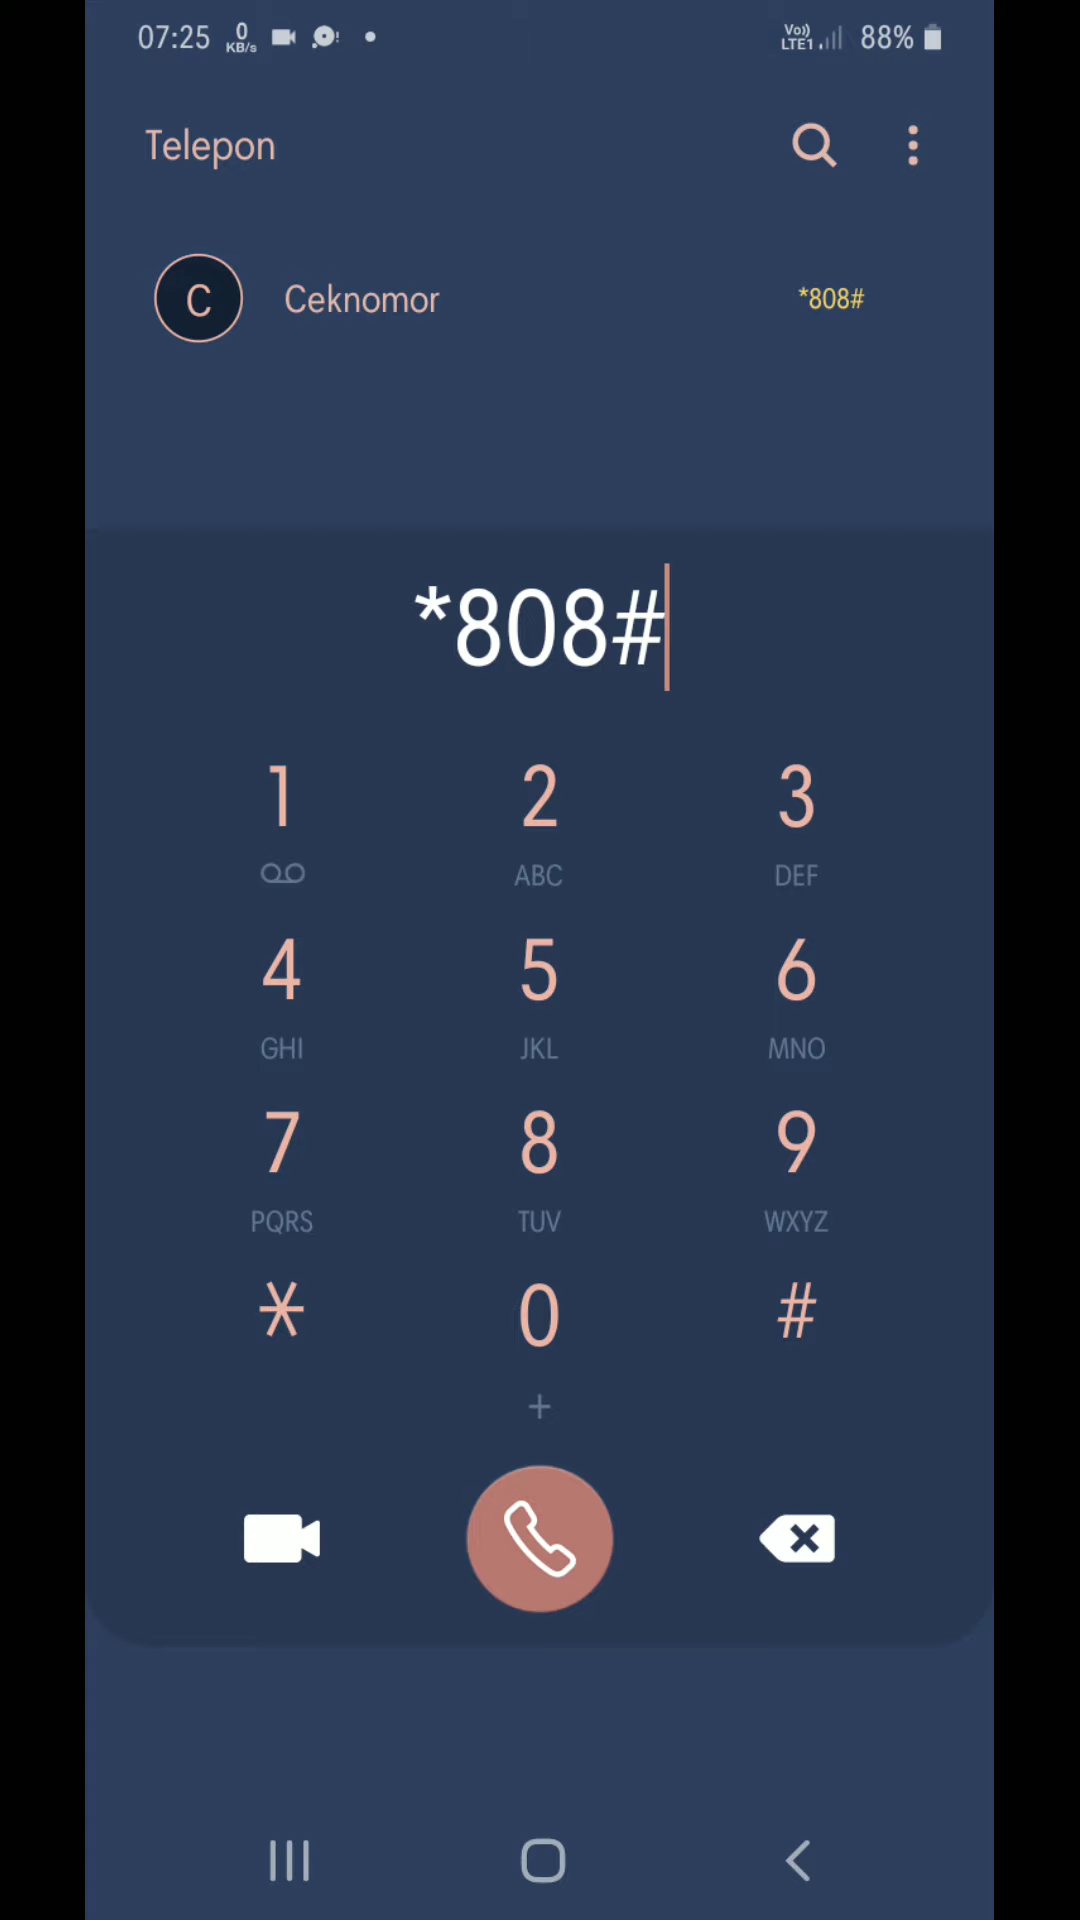 07:25 0 KB/s Vo)) LTE1 88%
Telepon
C Ceknomor *808#
*808#
1 2 3
ABC DEF
4 5 6
GHI JKL MNO
7 8 9
PQRS TUV WXYZ
* 0 #
+